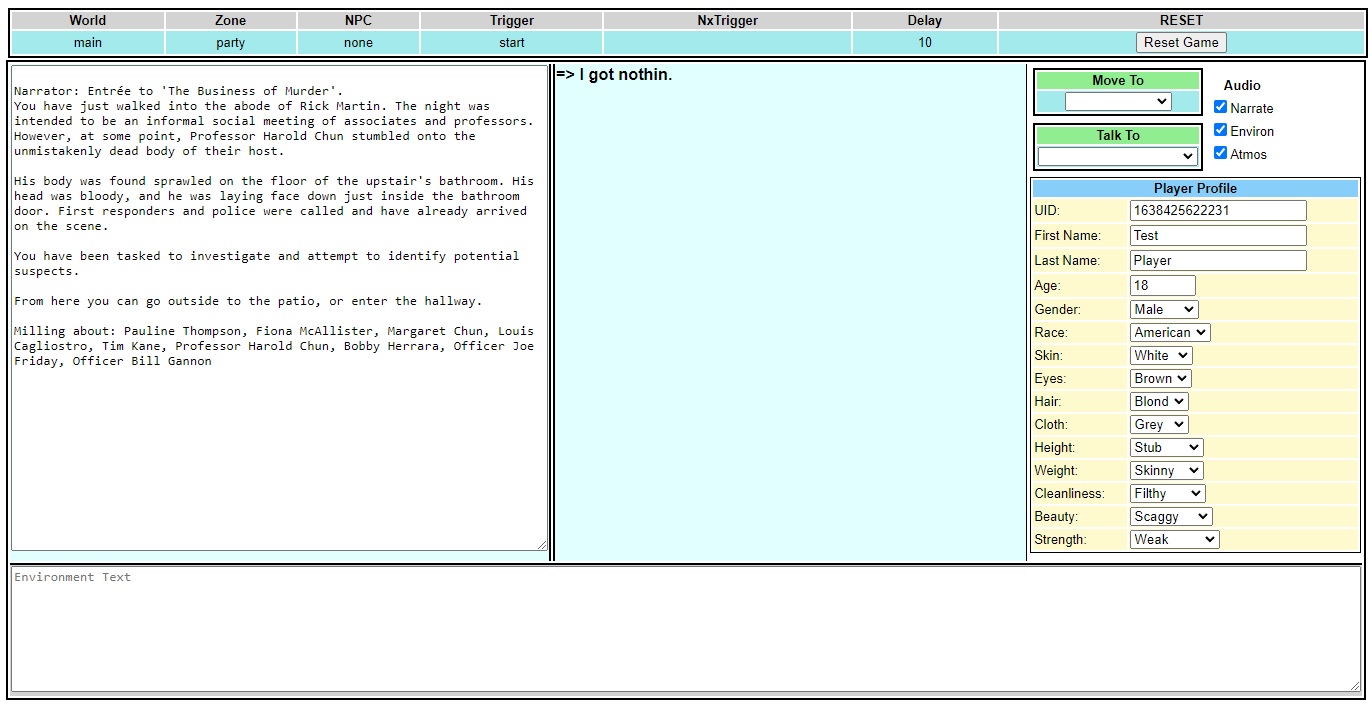 World Zone NPC Trigger NxTrigger Delay RESET
main party none start 10 Reset Game
Narrator: Entrée to 'The Business of Murder'.
You have just walked into the abode of Rick Martin. The night was
intended to be an informal social meeting of associates and professors.
However, at some point, Professor Harold Chun stumbled onto the
unmistakenly dead body of their host.
His body was found sprawled on the floor of the upstair's bathroom. His
head was bloody, and he was laying face down just inside the bathroom
door. First responders and police were called and have already arrived
on the scene.
You have been tasked to investigate and attempt to identify potential
suspects.
From here you can go outside to the patio, or enter the hallway.
Milling about: Pauline Thompson, Fiona McAllister, Margaret Chun, Louis
Cagliostro, Tim Kane, Professor Harold Chun, Bobby Herrara, Officer Joe
Friday, Officer Bill Gannon
=> I got nothin.
Move To
Talk To
Audio
Narrate
Environ
Atmos
Player Profile
UID: 1638425622231
First Name: Test
Last Name: Player
Age: 18
Gender: Male
Race: American
Skin: White
Eyes: Brown
Hair: Blond
Cloth: Grey
Height: Stub
Weight: Skinny
Cleanliness: Filthy
Beauty: Scaggy
Strength: Weak
Environment Text